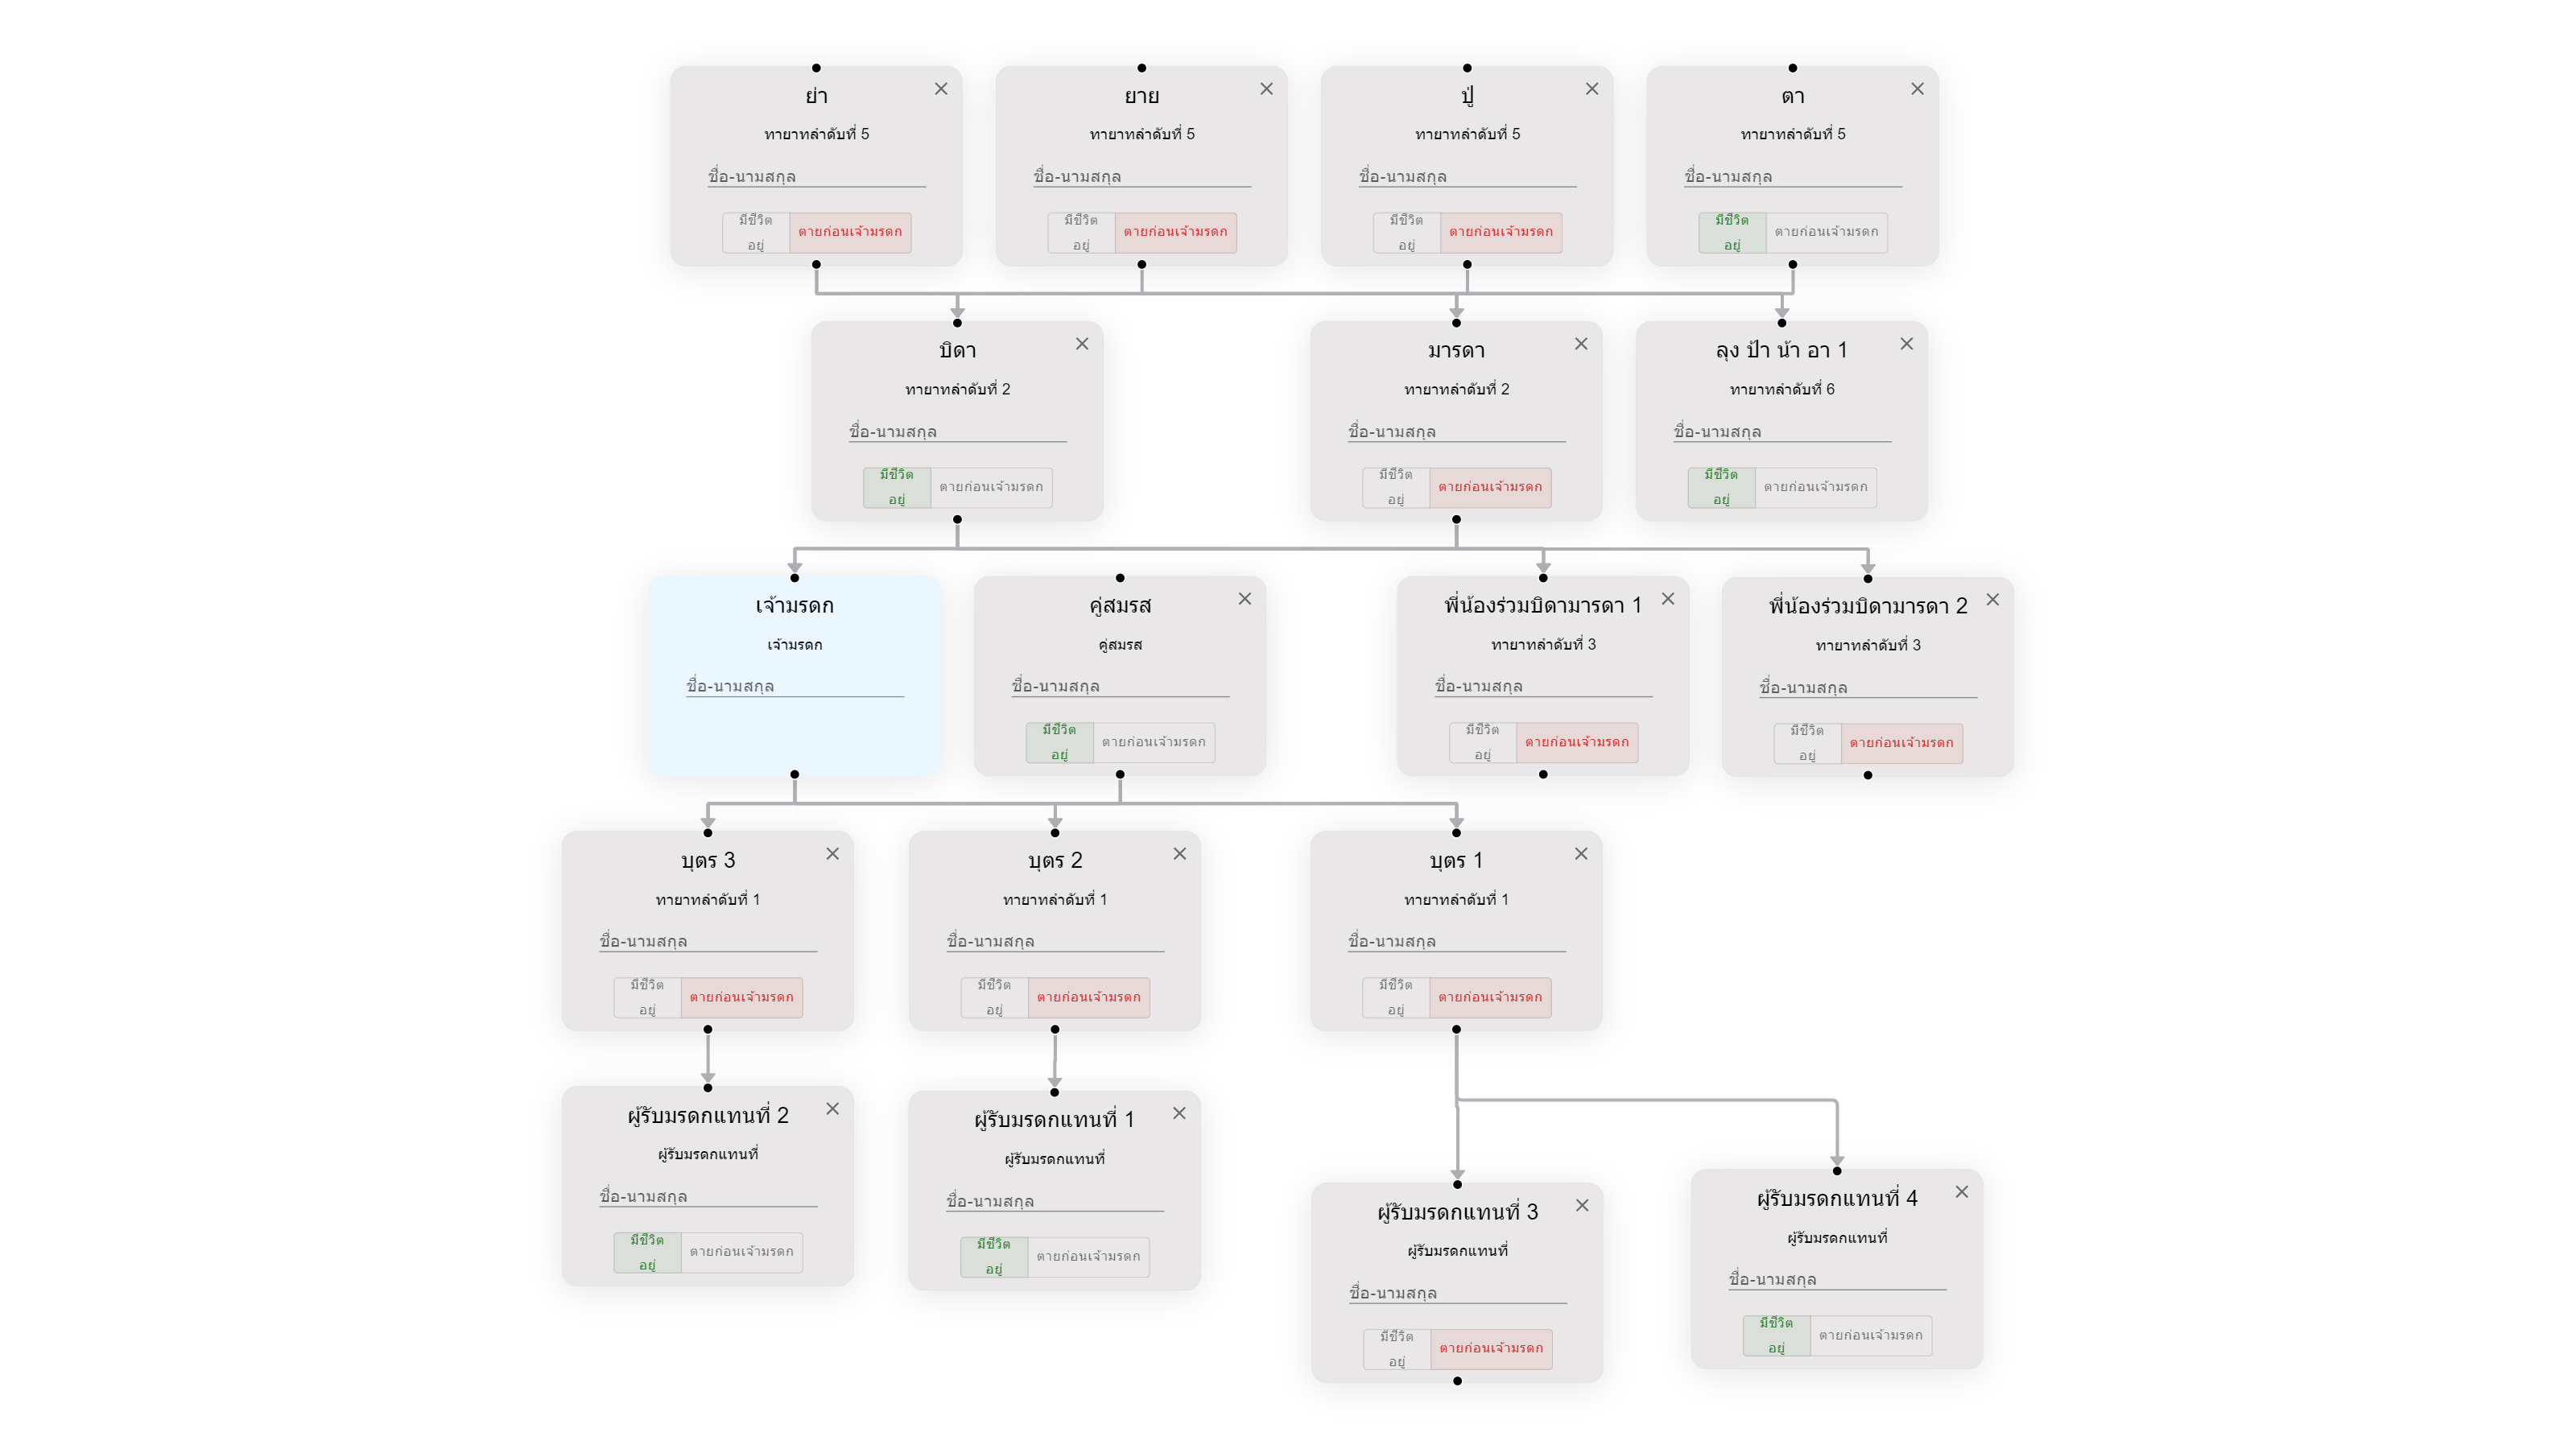 ย่า
ทายาทลำดับที่ 5
ชื่อ-นามสกุล
มีชีวิต
อยู่
ตายก่อนเจ้ามรดก
ยาย
ทายาทลำดับที่ 5
ชื่อ-นามสกุล
มีชีวิต
อยู่
ตายก่อนเจ้ามรดก
ปู่
ทายาทลำดับที่ 5
ชื่อ-นามสกุล
มีชีวิต
อยู่
ตายก่อนเจ้ามรดก
ตา
ทายาทลำดับที่ 5
ชื่อ-นามสกุล
มีชีวิต
อยู่
ตายก่อนเจ้ามรดก
บิดา
ทายาทลำดับที่ 2
ชื่อ-นามสกุล
มีชีวิต
อยู่
ตายก่อนเจ้ามรดก
มารดา
ทายาทลำดับที่ 2
ชื่อ-นามสกุล
มีชีวิต
อยู่
ตายก่อนเจ้ามรดก
ลุง ป้า น้า อา 1
ทายาทลำดับที่ 6
ชื่อ-นามสกุล
มีชีวิต
อยู่
ตายก่อนเจ้ามรดก
เจ้ามรดก
เจ้ามรดก
ชื่อ-นามสกุล
คู่สมรส
คู่สมรส
ชื่อ-นามสกุล
มีชีวิต
อยู่
ตายก่อนเจ้ามรดก
พี่น้องร่วมบิดามารดา 1
ทายาทลำดับที่ 3
ชื่อ-นามสกุล
มีชีวิต
อยู่
ตายก่อนเจ้ามรดก
พี่น้องร่วมบิดามารดา 2
ทายาทลำดับที่ 3
ชื่อ-นามสกุล
มีชีวิต
อยู่
ตายก่อนเจ้ามรดก
บุตร 3
ทายาทลำดับที่ 1
ชื่อ-นามสกุล
มีชีวิต
อยู่
ตายก่อนเจ้ามรดก
บุตร 2
ทายาทลำดับที่ 1
ชื่อ-นามสกุล
มีชีวิต
อยู่
ตายก่อนเจ้ามรดก
บุตร 1
ทายาทลำดับที่ 1
ชื่อ-นามสกุล
มีชีวิต
อยู่
ตายก่อนเจ้ามรดก
ผู้รับมรดกแทนที่ 2
ผู้รับมรดกแทนที่
ชื่อ-นามสกุล
มีชีวิต
อยู่
ตายก่อนเจ้ามรดก
ผู้รับมรดกแทนที่ 1
ผู้รับมรดกแทนที่
ชื่อ-นามสกุล
มีชีวิต
อยู่
ตายก่อนเจ้ามรดก
ผู้รับมรดกแทนที่ 3
ผู้รับมรดกแทนที่
ชื่อ-นามสกุล
มีชีวิต
อยู่
ตายก่อนเจ้ามรดก
ผู้รับมรดกแทนที่ 4
ผู้รับมรดกแทนที่
ชื่อ-นามสกุล
มีชีวิต
อยู่
ตายก่อนเจ้ามรดก